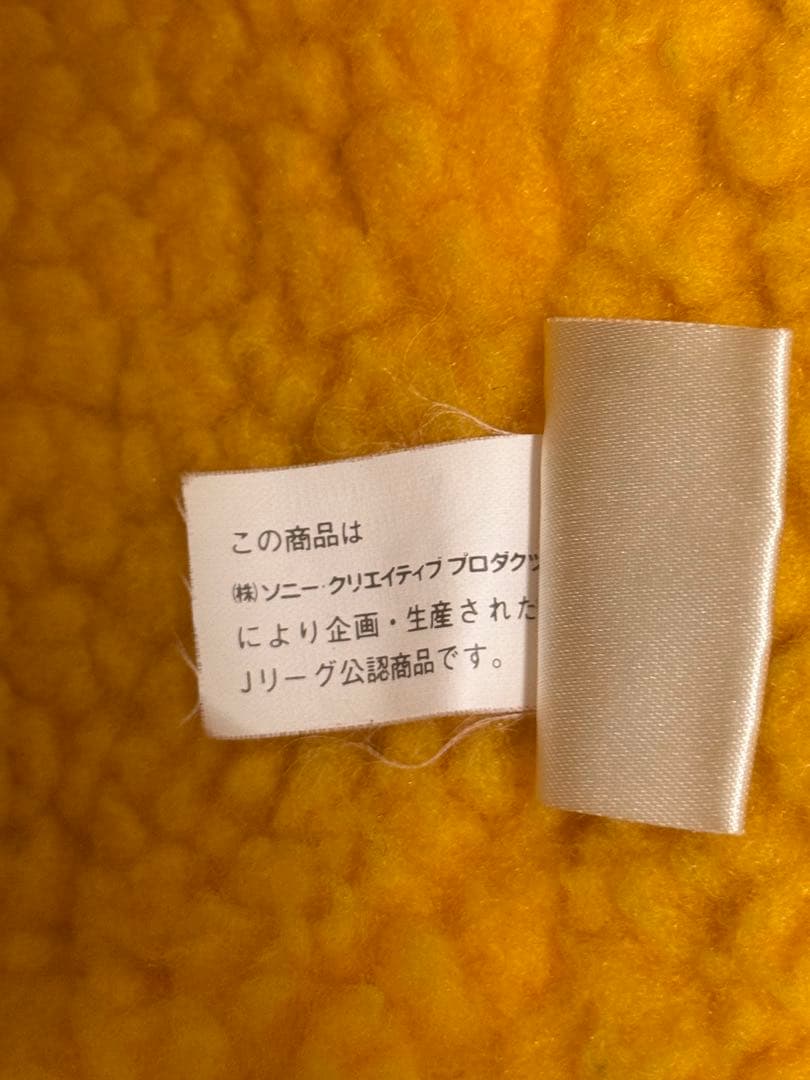 この商品は
㈱ソニー・クリエイティブ プロダクツ
により企画・生産された
Jリーグ公認商品です。